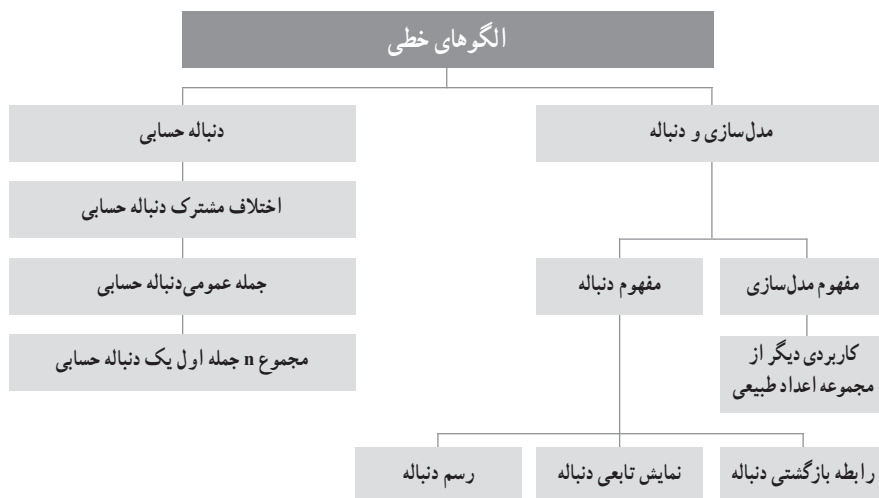 الگوهای خطی
مدل‌سازی و دنباله
دنباله حسابی
اختلاف مشترک دنباله حسابی
مفهوم مدل‌سازی
مفهوم دنباله
جمله عمومی‌دنباله حسابی
کاربردی دیگر از
مجموعه اعداد طبیعی
مجموع n جمله اول یک دنباله حسابی
رابطه بازگشتی دنباله
نمایش تابعی دنباله
رسم دنباله